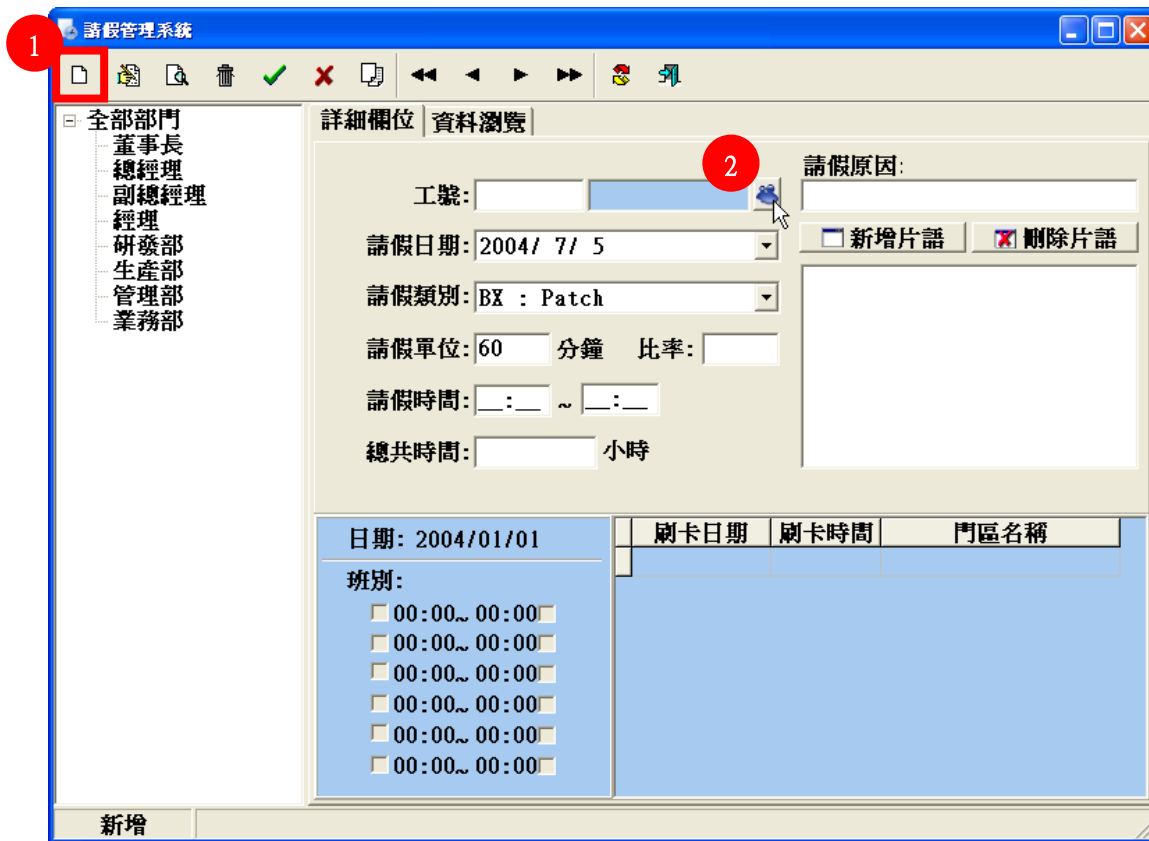 1
請假管理系統
全部部門
董事長
總經理
副總經理
經理
研發部
生產部
管理部
業務部
詳細欄位 資料瀏覽
2
工號:
請假日期: 2004/ 7/ 5
請假類別: BX : Patch
請假單位: 60 分鐘 比率:
請假時間: __:__ ~ __:__
總共時間: 小時
請假原因:
新增片語 刪除片語
日期: 2004/01/01
班別:
00:00~ 00:00
00:00~ 00:00
00:00~ 00:00
00:00~ 00:00
00:00~ 00:00
00:00~ 00:00
刷卡日期 刷卡時間 門區名稱
新增